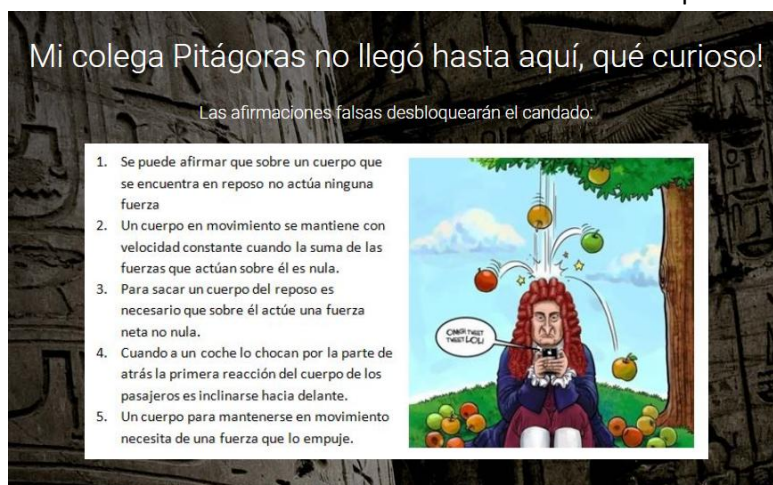 Mi colega Pitágoras no llegó hasta aquí, qué curioso!
Las afirmaciones falsas desbloquearán el candado:
1. Se puede afirmar que sobre un cuerpo que
se encuentra en reposo no actúa ninguna
fuerza
2. Un cuerpo en movimiento se mantiene con
velocidad constante cuando la suma de las
fuerzas que actúan sobre él es nula.
3. Para sacar un cuerpo del reposo es
necesario que sobre él actúe una fuerza
neta no nula.
4. Cuando a un coche lo chocan por la parte de
atrás la primera reacción del cuerpo de los
pasajeros es inclinarse hacia delante.
5. Un cuerpo para mantenerse en movimiento
necesita de una fuerza que lo empuje.
TWEET LOL!